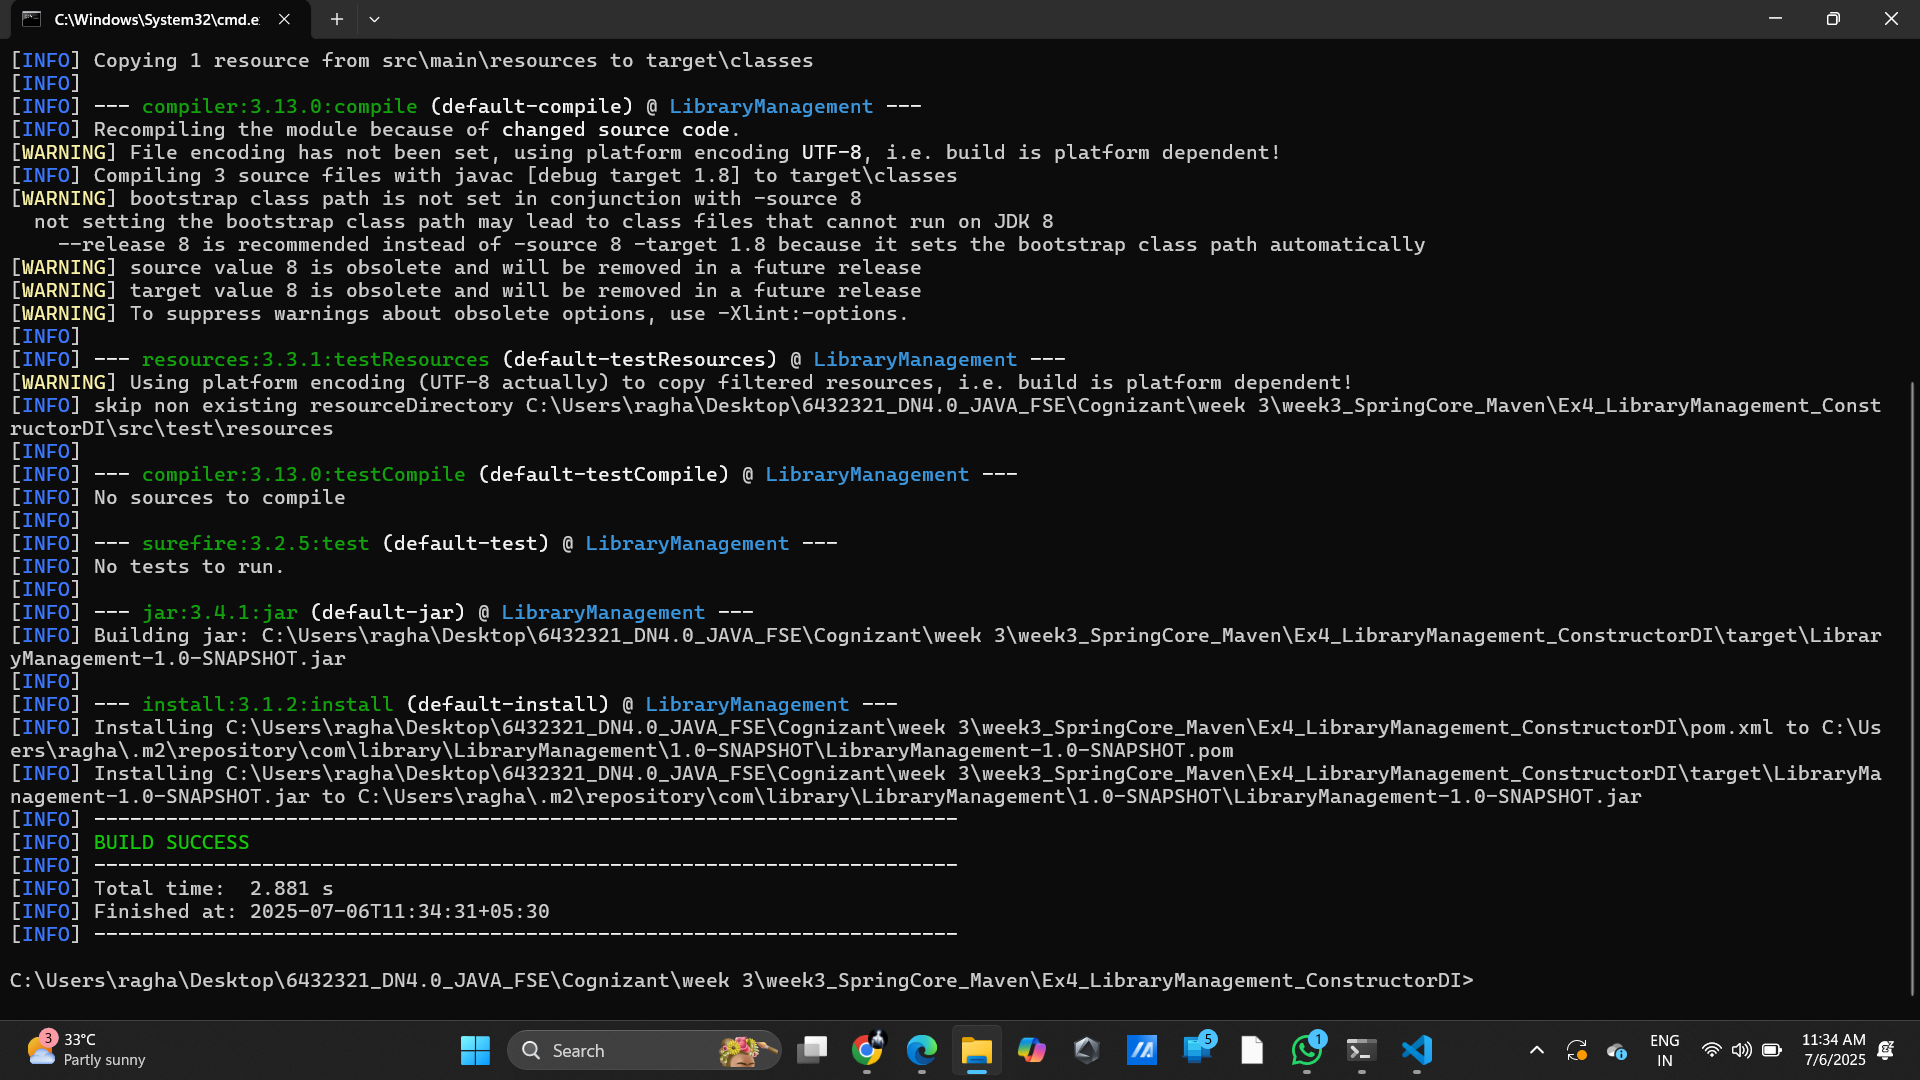 C:\Windows\System32\cmd.e
[INFO] Copying 1 resource from src\main\resources to target\classes
[INFO]
[INFO] --- compiler:3.13.0:compile (default-compile) @ LibraryManagement ---
[INFO] Recompiling the module because of changed source code.
[WARNING] File encoding has not been set, using platform encoding UTF-8, i.e. build is platform dependent!
[INFO] Compiling 3 source files with javac [debug target 1.8] to target\classes
[WARNING] bootstrap class path is not set in conjunction with -source 8
  not setting the bootstrap class path may lead to class files that cannot run on JDK 8
    --release 8 is recommended instead of -source 8 -target 1.8 because it sets the bootstrap class path automatically
[WARNING] source value 8 is obsolete and will be removed in a future release
[WARNING] target value 8 is obsolete and will be removed in a future release
[WARNING] To suppress warnings about obsolete options, use -Xlint:-options.
[INFO]
[INFO] --- resources:3.3.1:testResources (default-testResources) @ LibraryManagement ---
[WARNING] Using platform encoding (UTF-8 actually) to copy filtered resources, i.e. build is platform dependent!
[INFO] skip non existing resourceDirectory C:\Users\ragha\Desktop\6432321_DN4.0_JAVA_FSE\Cognizant\week 3\week3_SpringCore_Maven\Ex4_LibraryManagement_Const
ructorDI\src\test\resources
[INFO]
[INFO] --- compiler:3.13.0:testCompile (default-testCompile) @ LibraryManagement ---
[INFO] No sources to compile
[INFO]
[INFO] --- surefire:3.2.5:test (default-test) @ LibraryManagement ---
[INFO] No tests to run.
[INFO]
[INFO] --- jar:3.4.1:jar (default-jar) @ LibraryManagement ---
[INFO] Building jar: C:\Users\ragha\Desktop\6432321_DN4.0_JAVA_FSE\Cognizant\week 3\week3_SpringCore_Maven\Ex4_LibraryManagement_ConstructorDI\target\Librar
yManagement-1.0-SNAPSHOT.jar
[INFO]
[INFO] --- install:3.1.2:install (default-install) @ LibraryManagement ---
[INFO] Installing C:\Users\ragha\Desktop\6432321_DN4.0_JAVA_FSE\Cognizant\week 3\week3_SpringCore_Maven\Ex4_LibraryManagement_ConstructorDI\pom.xml to C:\Us
ers\ragha\.m2\repository\com\library\LibraryManagement\1.0-SNAPSHOT\LibraryManagement-1.0-SNAPSHOT.pom
[INFO] Installing C:\Users\ragha\Desktop\6432321_DN4.0_JAVA_FSE\Cognizant\week 3\week3_SpringCore_Maven\Ex4_LibraryManagement_ConstructorDI\target\LibraryMa
nagement-1.0-SNAPSHOT.jar to C:\Users\ragha\.m2\repository\com\library\LibraryManagement\1.0-SNAPSHOT\LibraryManagement-1.0-SNAPSHOT.jar
[INFO] ------------------------------------------------------------------------
[INFO] BUILD SUCCESS
[INFO] ------------------------------------------------------------------------
[INFO] Total time:  2.881 s
[INFO] Finished at: 2025-07-06T11:34:31+05:30
[INFO] ------------------------------------------------------------------------
C:\Users\ragha\Desktop\6432321_DN4.0_JAVA_FSE\Cognizant\week 3\week3_SpringCore_Maven\Ex4_LibraryManagement_ConstructorDI>
3
33°C
Partly sunny
Search
5
1
ENG
IN
11:34 AM
7/6/2025